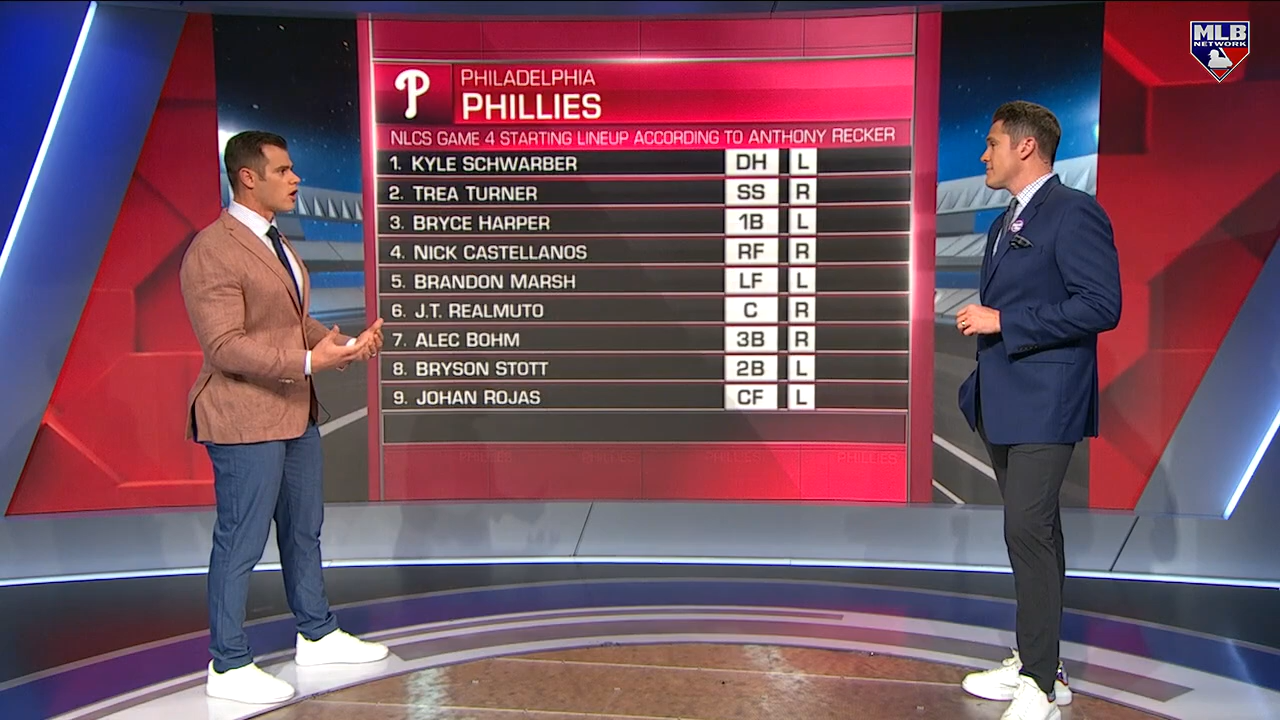 MLB
NETWORK
P
PHILADELPHIA
PHILLIES
NLCS GAME 4 STARTING LINEUP ACCORDING TO ANTHONY RECKER
1. KYLE SCHWARBER DH L
2. TREA TURNER SS R
3. BRYCE HARPER 1B L
4. NICK CASTELLANOS RF R
5. BRANDON MARSH LF L
6. J.T. REALMUTO C R
7. ALEC BOHM 3B R
8. BRYSON STOTT 2B L
9. JOHAN ROJAS CF L
PHILLIES PHILLIES PHILLIES PHILLIES